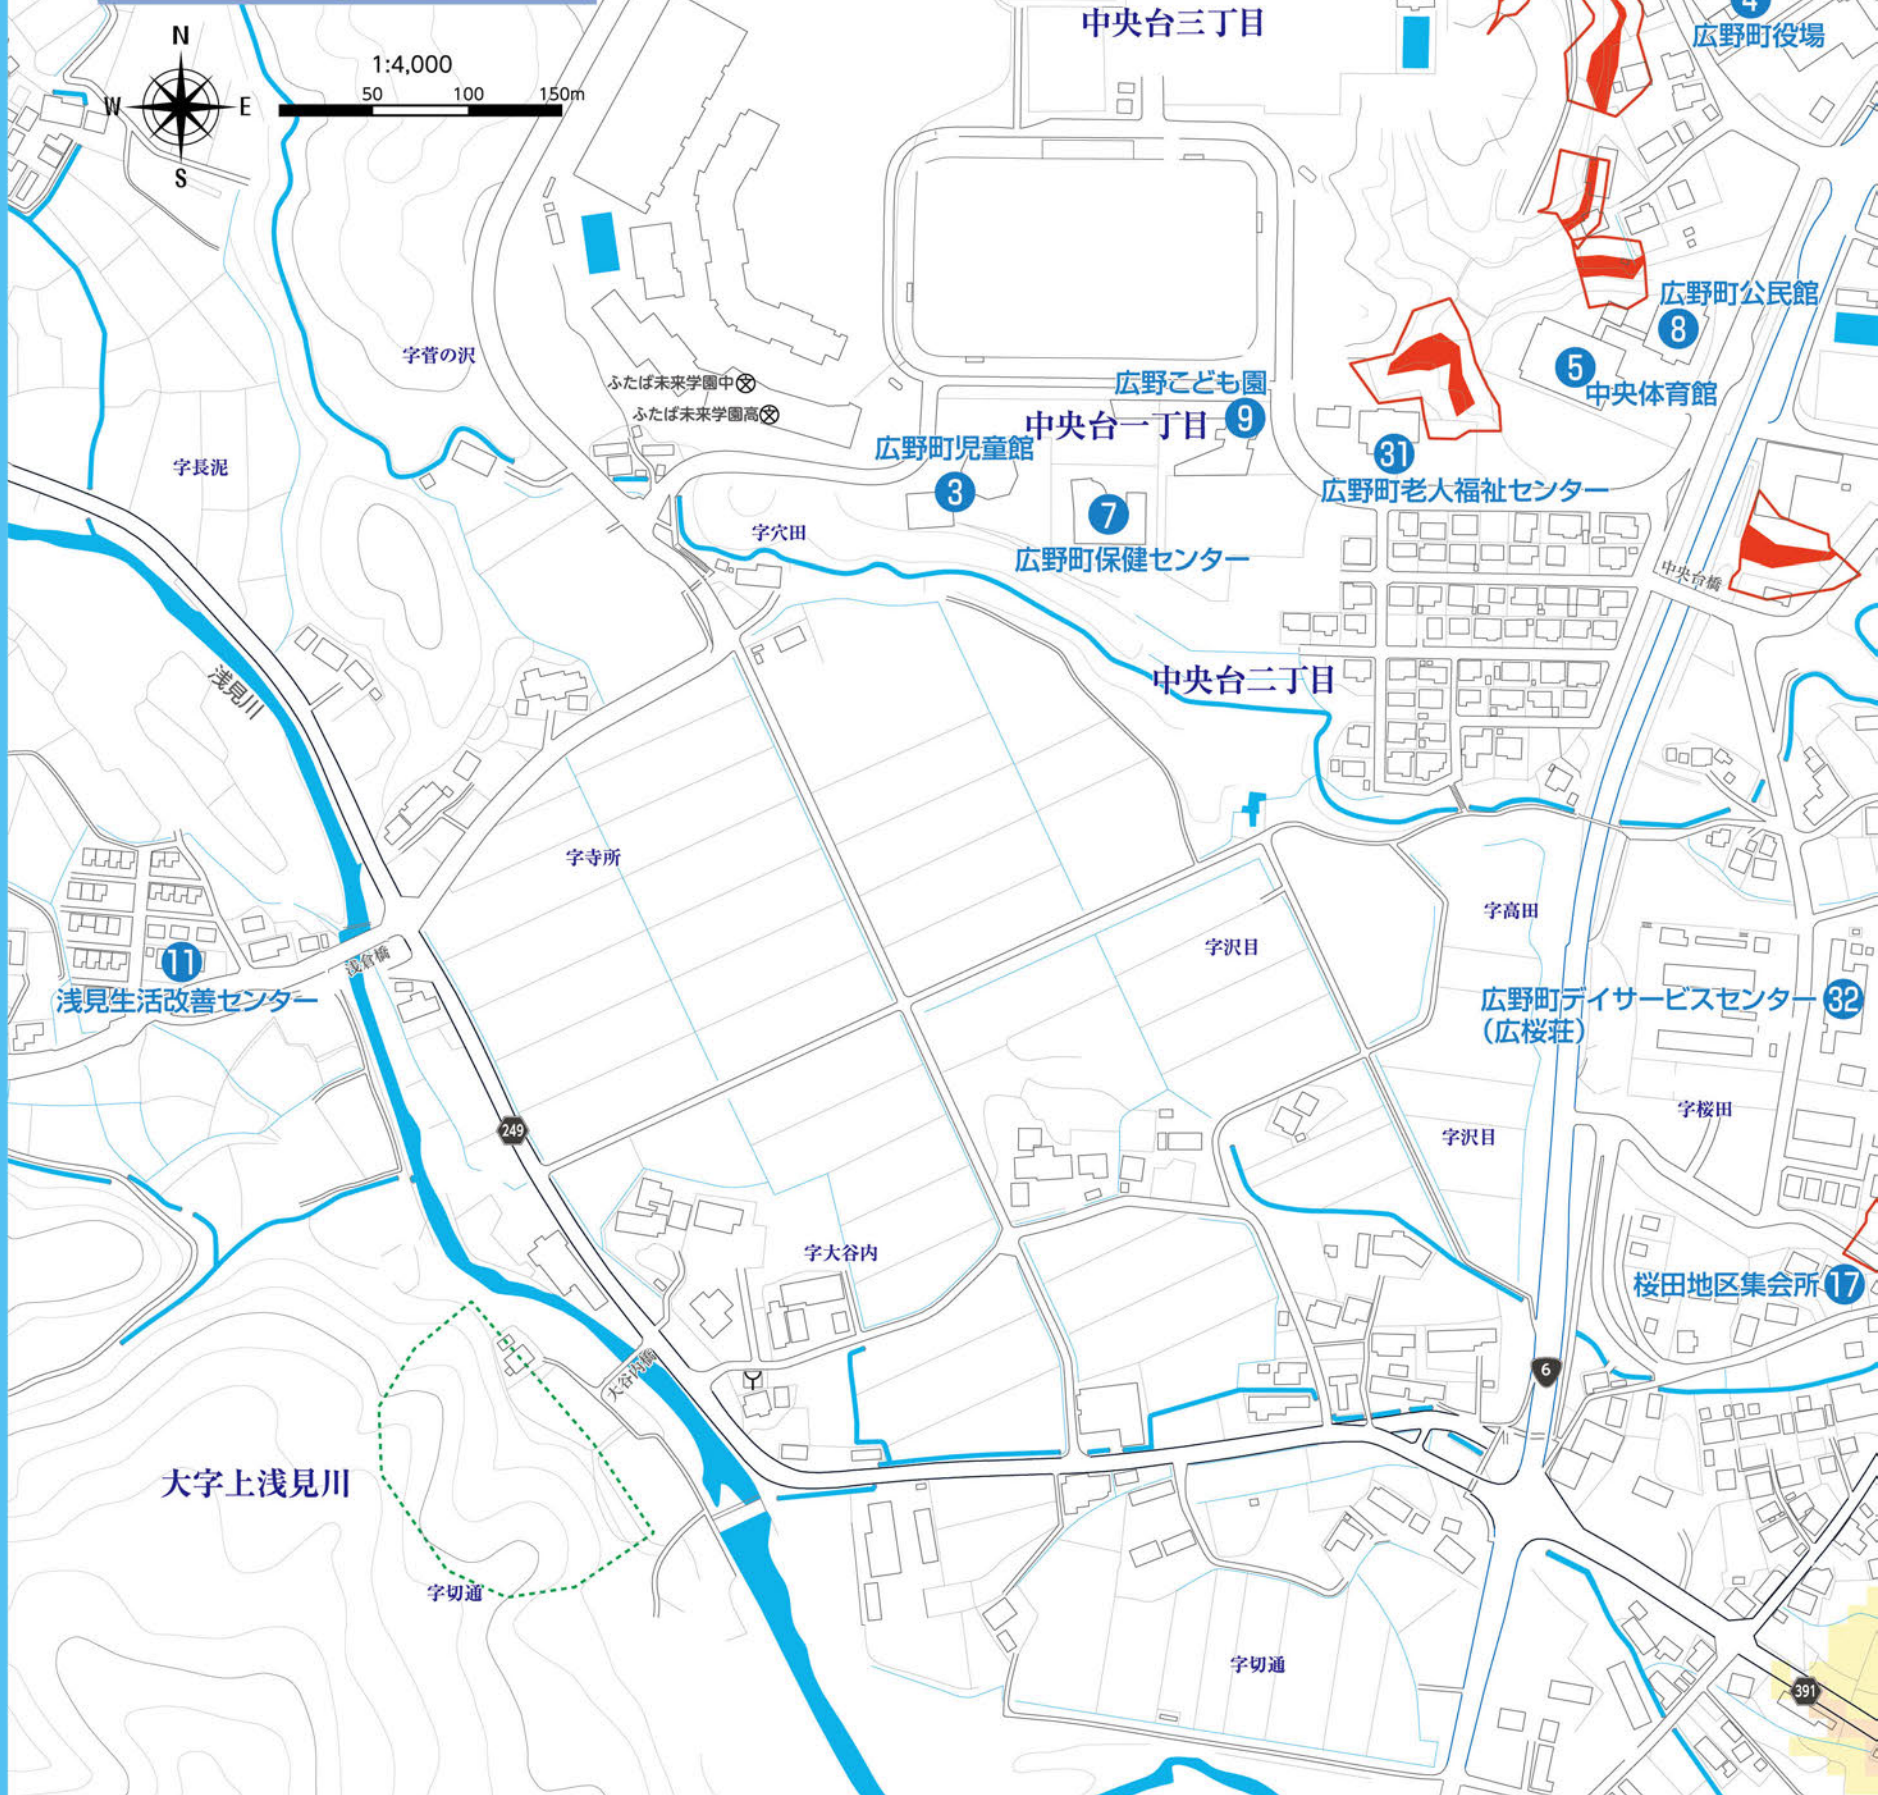 中央台三丁目
4
広野町役場
N
W
E
S
1:4,000
50
100
150m
広野町公民館
8
5
中央体育館
字菅の沢
ふたば未来学園中
ふたば未来学園高
広野こども園
9
中央台一丁目
広野町児童館
3
31
広野町老人福祉センター
字長泥
7
字穴田
広野町保健センター
中央台橋
浅見川
中央台二丁目
字寺所
字高田
字沢目
11
浅見生活改善センター
浅倉橋
広野町デイサービスセンター
32
(広桜荘)
249
字沢目
字桜田
字大谷内
桜田地区集会所
17
大谷内橋
6
大字上浅見川
字切通
字切通
391